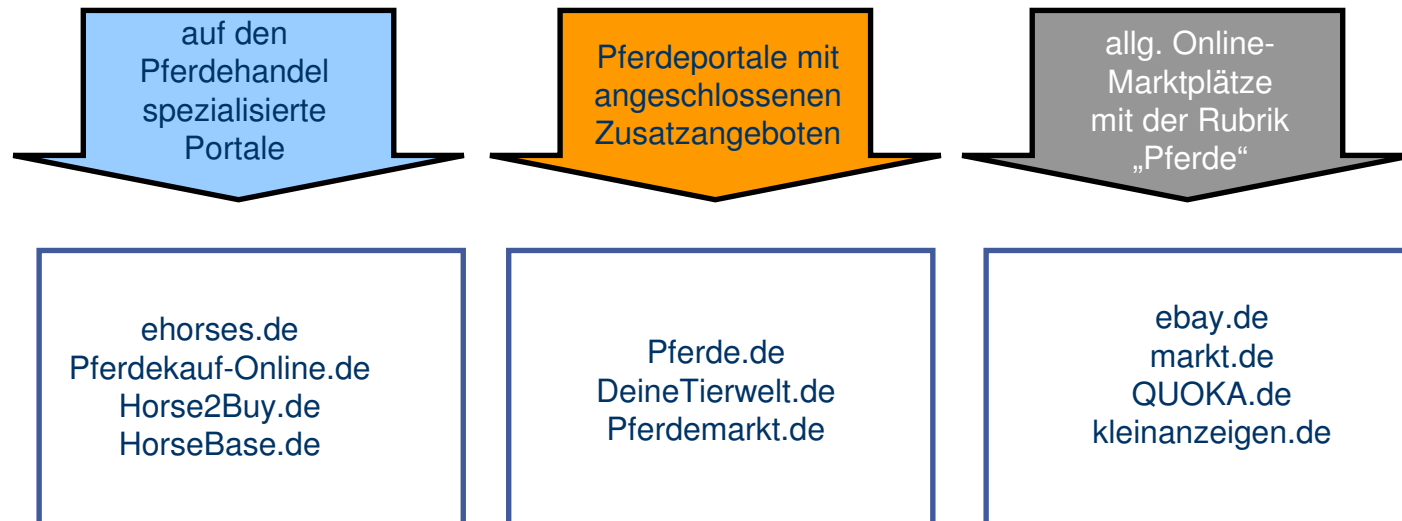 auf den
Pferdehandel
spezialisierte
Portale
Pferdeportale mit
angeschlossenen
Zusatzangeboten
allg. Online-
Marktplätze
mit der Rubrik
„Pferde“
ehorses.de
Pferdekauf-Online.de
Horse2Buy.de
HorseBase.de
Pferde.de
DeineTierwelt.de
Pferdemarkt.de
ebay.de
markt.de
QUOKA.de
kleinanzeigen.de